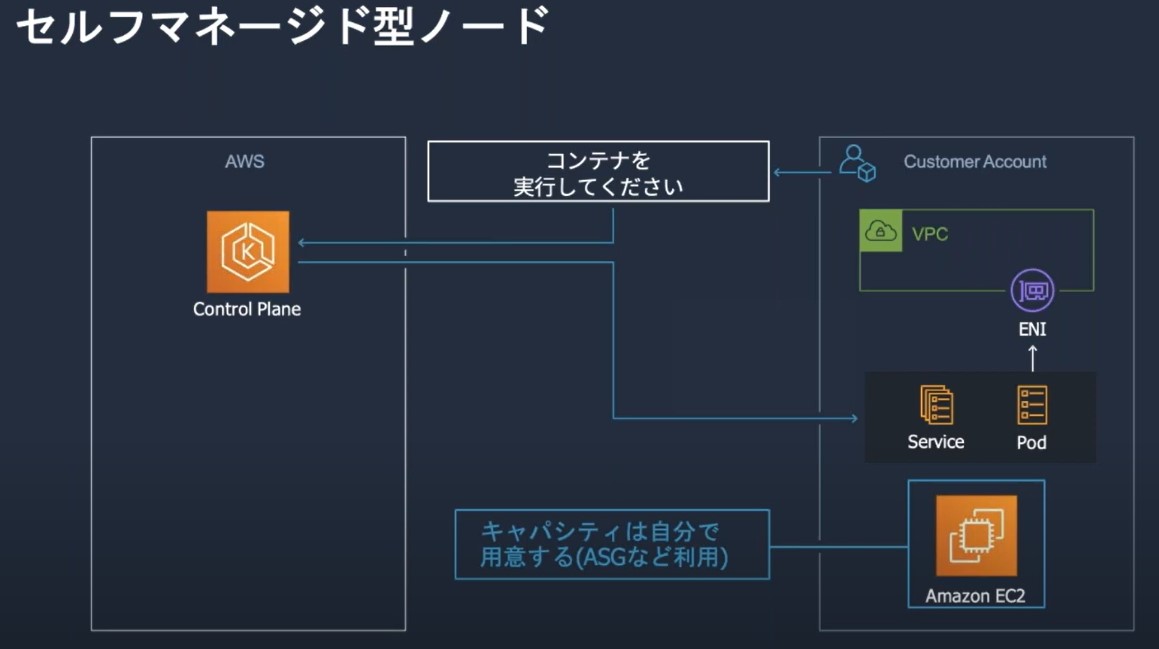 セルフマネージド型ノード
AWS
コンテナを
実行してください
Customer Account
VPC
Control Plane
ENI
Service
Pod
キャパシティは自分で
用意する(ASGなど利用)
Amazon EC2